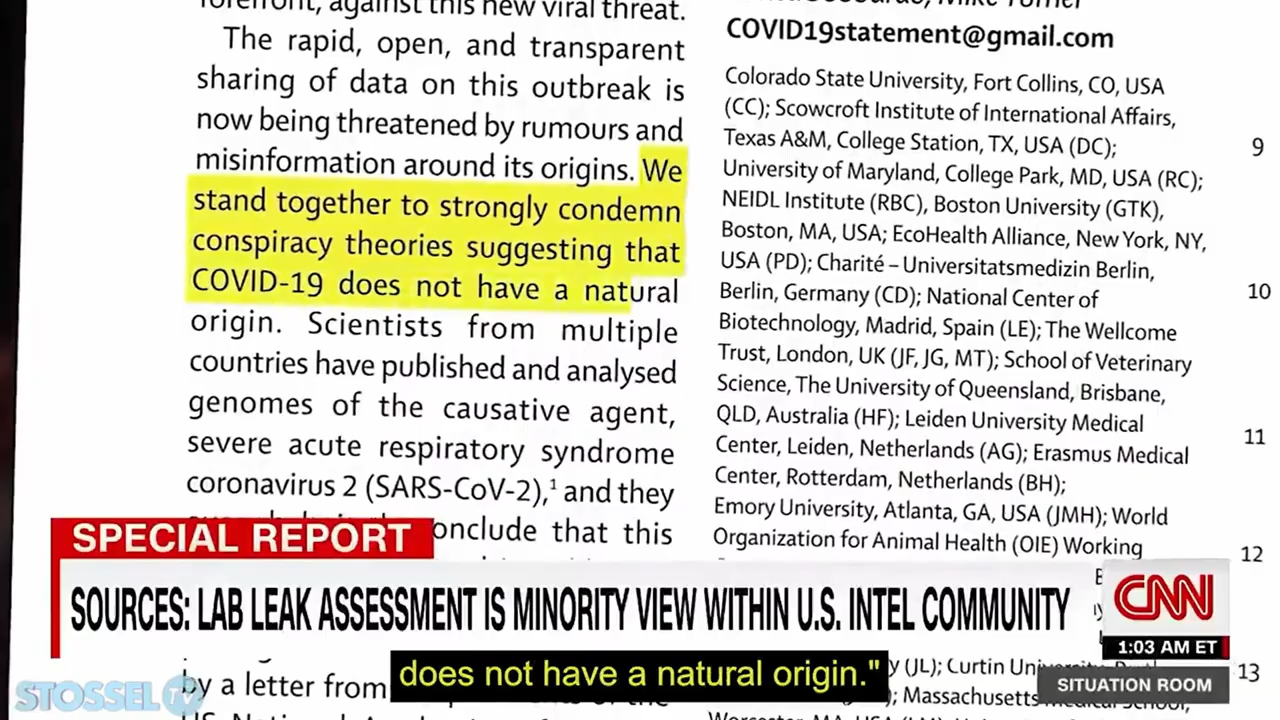 forefront, against this new viral threat.
The rapid, open, and transparent
sharing of data on this outbreak is
now being threatened by rumours and
misinformation around its origins. We
stand together to strongly condemn
conspiracy theories suggesting that
COVID-19 does not have a natural
origin. Scientists from multiple
countries have published and analysed
genomes of the causative agent,
severe acute respiratory syndrome
coronavirus 2 (SARS-CoV-2),¹ and they
conclude that this
by a letter from
COVID19statement@gmail.com
Colorado State University, Fort Collins, CO, USA
(CC); Scowcroft Institute of International Affairs,
Texas A&M, College Station, TX, USA (DC);
University of Maryland, College Park, MD, USA (RC);
NEIDL Institute (RBC), Boston University (GTK),
Boston, MA, USA; EcoHealth Alliance, New York, NY,
USA (PD); Charité – Universitatsmedizin Berlin,
Berlin, Germany (CD); National Center of
Biotechnology, Madrid, Spain (LE); The Wellcome
Trust, London, UK (JF, JG, MT); School of Veterinary
Science, The University of Queensland, Brisbane,
QLD, Australia (HF); Leiden University Medical
Center, Leiden, Netherlands (AG); Erasmus Medical
Center, Rotterdam, Netherlands (BH);
Emory University, Atlanta, GA, USA (JMH); World
Organization for Animal Health (OIE) Working
(JL); Curtin
Massachusetts
9
10
11
12
13
SPECIAL REPORT
SOURCES: LAB LEAK ASSESSMENT IS MINORITY VIEW WITHIN U.S. INTEL COMMUNITY
CNN
1:03 AM ET
SITUATION ROOM
does not have a natural origin."
STOSSEL TV